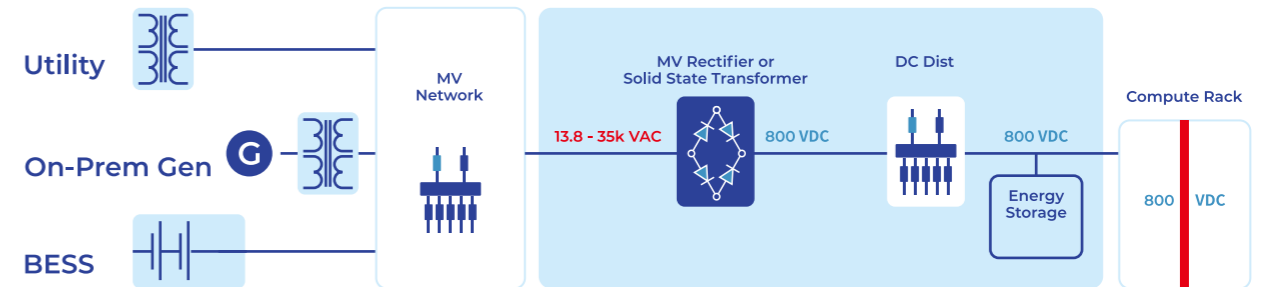 Utility
On-Prem Gen
G
BESS
MV
Network
13.8 - 35k VAC
MV Rectifier or
Solid State Transformer
800 VDC
DC Dist
800 VDC
Energy
Storage
Compute Rack
800 VDC